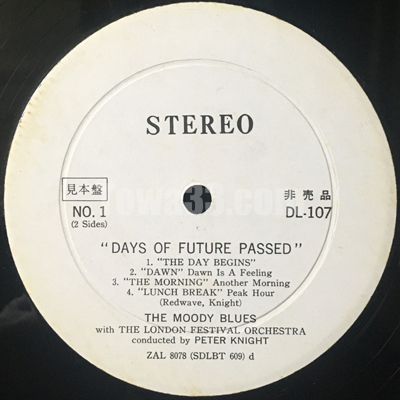 STEREO
見本盤
非売品
NO. 1
DL-107
(2 Sides)
"DAYS OF FUTURE PASSED"
1. "THE DAY BEGINS"
2. "DAWN" Dawn Is A Feeling
3. "THE MORNING" Another Morning
4. "LUNCH BREAK" Peak Hour
(Redwave, Knight)
THE MOODY BLUES
with THE LONDON FESTIVAL ORCHESTRA
conducted by PETER KNIGHT
ZAL 8078 (SDLBT 609) d